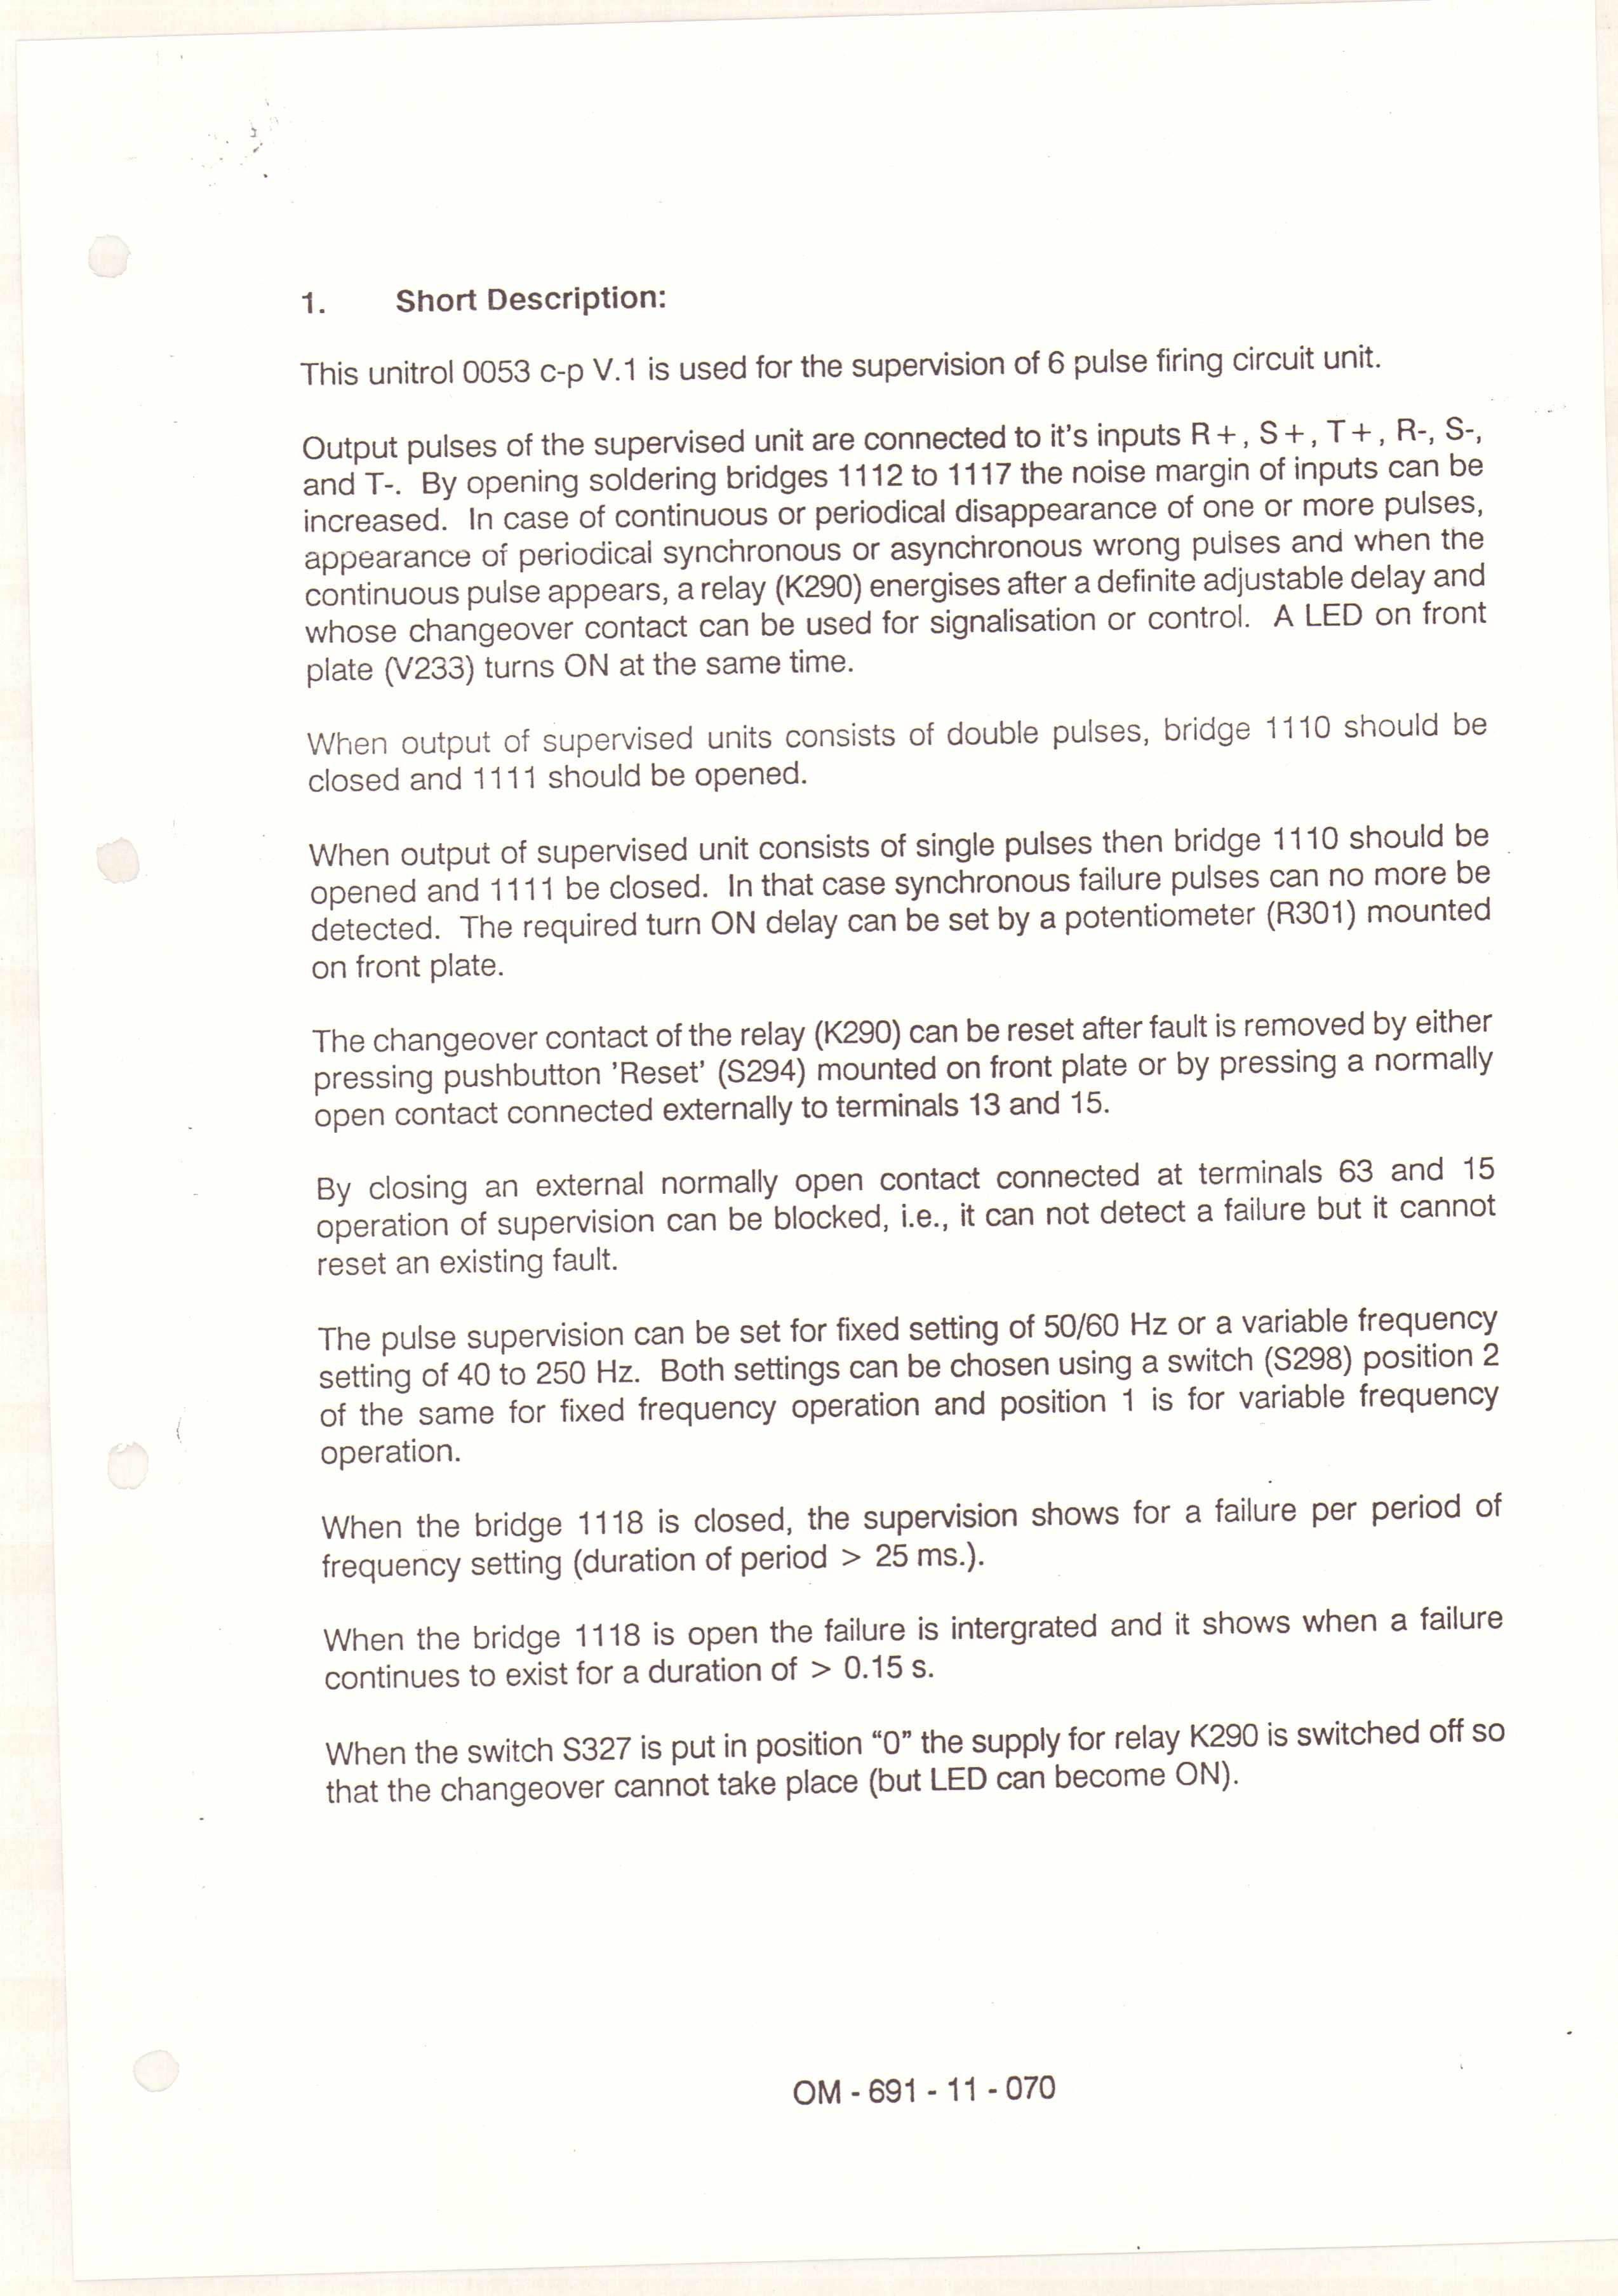 1. Short Description:
This unitrol 0053 c-p V.1 is used for the supervision of 6 pulse firing circuit unit.
Output pulses of the supervised unit are connected to it's inputs R+, S+, T+, R-, S-,
and T-. By opening soldering bridges 1112 to 1117 the noise margin of inputs can be
increased. In case of continuous or periodical disappearance of one or more pulses,
appearance of periodical synchronous or asynchronous wrong pulses and when the
continuous pulse appears, a relay (K290) energises after a definite adjustable delay and
whose changeover contact can be used for signalisation or control. A LED on front
plate (V233) turns ON at the same time.
When output of supervised units consists of double pulses, bridge 1110 should be
closed and 1111 should be opened.
When output of supervised unit consists of single pulses then bridge 1110 should be
opened and 1111 be closed. In that case synchronous failure pulses can no more be
detected. The required turn ON delay can be set by a potentiometer (R301) mounted
on front plate.
The changeover contact of the relay (K290) can be reset after fault is removed by either
pressing pushbutton 'Reset' (S294) mounted on front plate or by pressing a normally
open contact connected externally to terminals 13 and 15.
By closing an external normally open contact connected at terminals 63 and 15
operation of supervision can be blocked, i.e., it can not detect a failure but it cannot
reset an existing fault.
The pulse supervision can be set for fixed setting of 50/60 Hz or a variable frequency
setting of 40 to 250 Hz. Both settings can be chosen using a switch (S298) position 2
of the same for fixed frequency operation and position 1 is for variable frequency
operation.
When the bridge 1118 is closed, the supervision shows for a failure per period of
frequency setting (duration of period > 25 ms.).
When the bridge 1118 is open the failure is intergrated and it shows when a failure
continues to exist for a duration of > 0.15 s.
When the switch S327 is put in position “0” the supply for relay K290 is switched off so
that the changeover cannot take place (but LED can become ON).
OM - 691 - 11 - 070